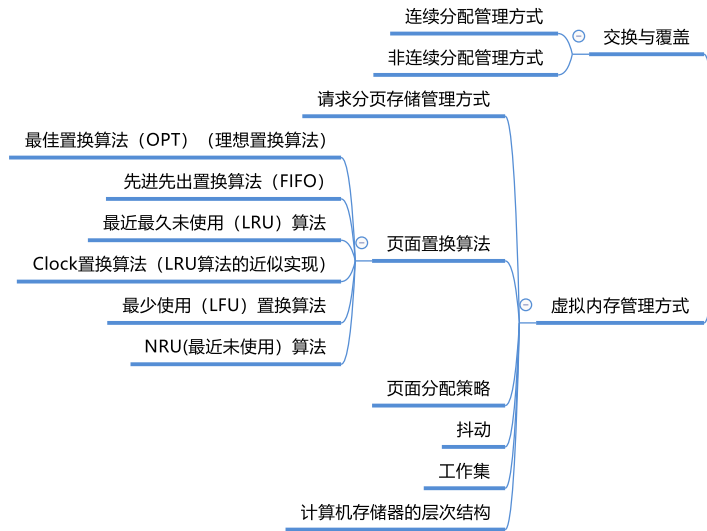 连续分配管理方式
交换与覆盖
非连续分配管理方式
请求分页存储管理方式
最佳置换算法（OPT）（理想置换算法）
先进先出置换算法（FIFO）
最近最久未使用（LRU）算法
页面置换算法
Clock置换算法（LRU算法的近似实现）
最少使用（LFU）置换算法
虚拟内存管理方式
NRU(最近未使用）算法
页面分配策略
抖动
工作集
计算机存储器的层次结构